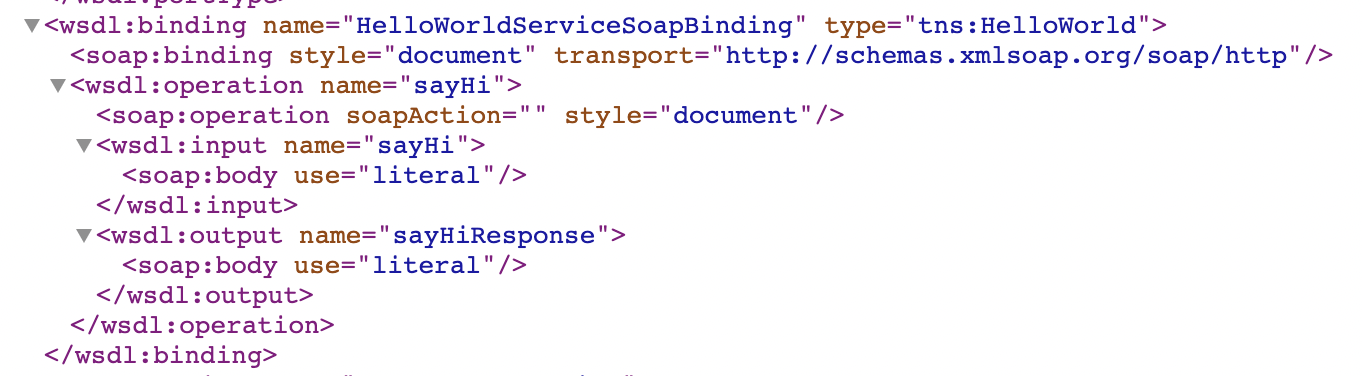 ▼<wsdl:binding name="HelloWorldServiceSoapBinding" type="tns:HelloWorld">
<soap:binding style="document" transport="http://schemas.xmlsoap.org/soap/http"/>
▼<wsdl:operation name="sayHi">
<soap:operation soapAction="" style="document"/>
▼<wsdl:input name="sayHi">
<soap:body use="literal"/>
</wsdl:input>
▼<wsdl:output name="sayHiResponse">
<soap:body use="literal"/>
</wsdl:output>
</wsdl:operation>
</wsdl:binding>